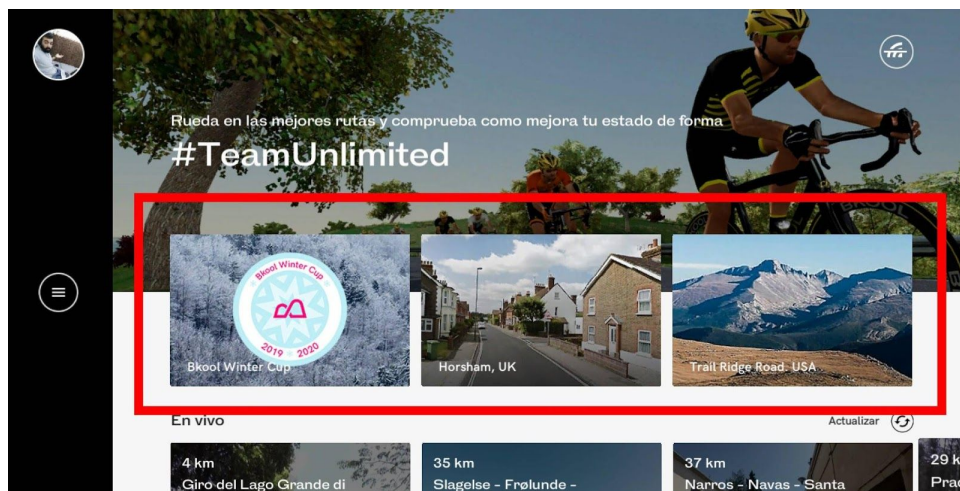 Rueda en las mejores rutas y comprueba como mejora tu estado de forma
#TeamUnlimited
Bkool Winter Cup
2019 2020
Bkool Winter Cup
Horsham, UK
Trail Ridge Road. USA
En vivo
Actualizar
4 km
Giro del Lago Grande di
35 km
Slagelse - Frølunde -
37 km
Narros - Navas - Santa
29 k
Prac